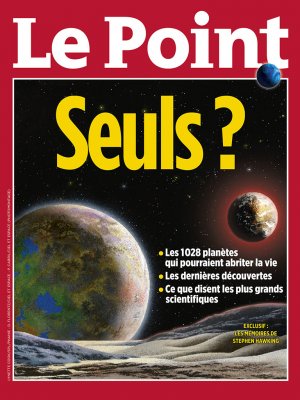 Le Point
Seuls ?
• Les 1028 planètes
qui pourraient abriter la vie
• Les dernières découvertes
• Ce que disent les plus grands
scientifiques
EXCLUSIF :
LES MÉMOIRES DE
STEPHEN HAWKING